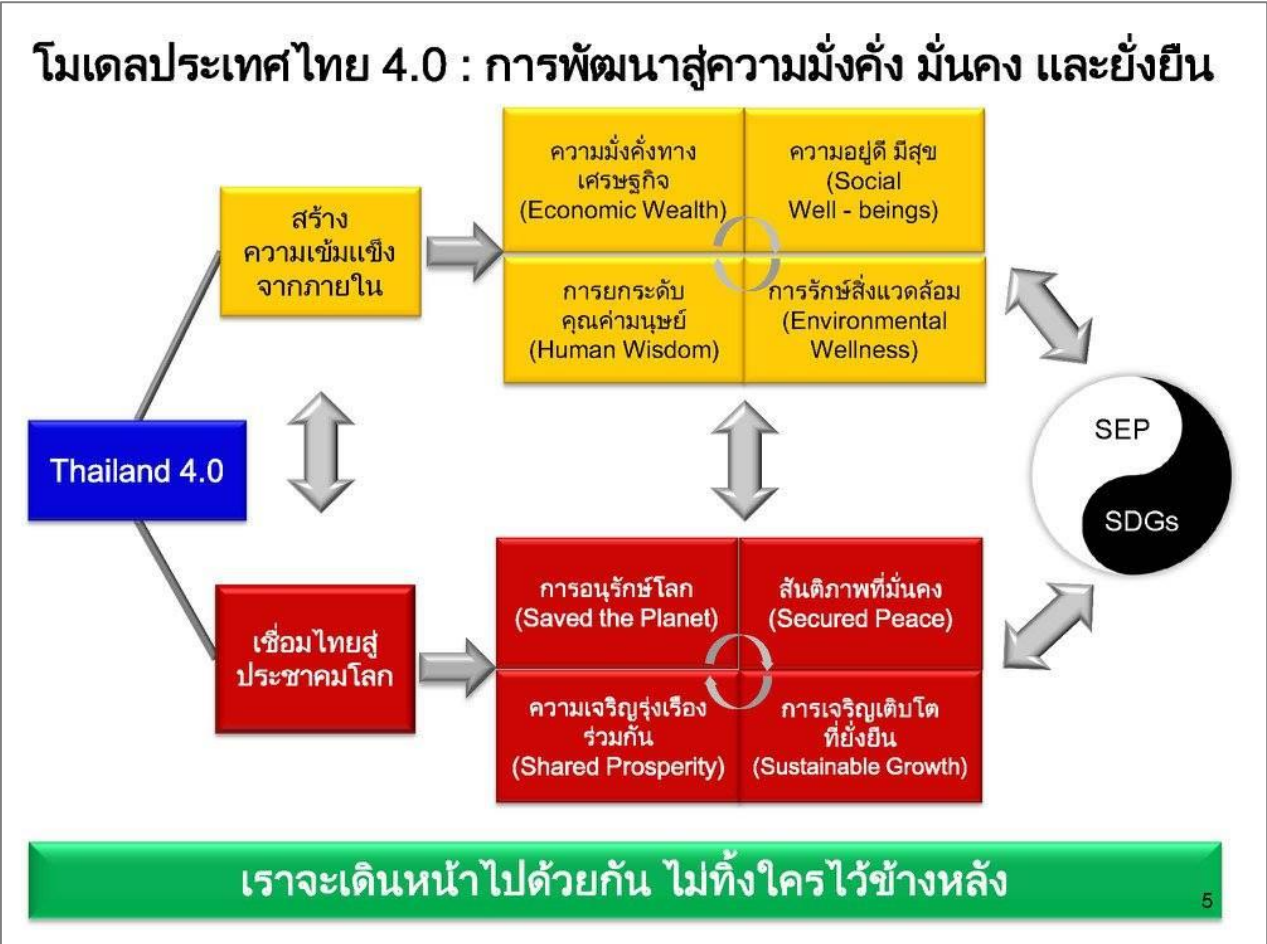 โมเดลประเทศไทย 4.0 : การพัฒนาสู่ความมั่งคั่ง มั่นคง และยั่งยืน
ความมั่งคั่งทาง
เศรษฐกิจ
(Economic Wealth)
ความอยู่ดี มีสุข
(Social
Well - beings)
สร้าง
ความเข้มแข็ง
จากภายใน
การยกระดับ
คุณค่ามนุษย์
(Human Wisdom)
การรักษ์สิ่งแวดล้อม
(Environmental
Wellness)
Thailand 4.0
SEP
SDGs
การอนุรักษ์โลก
(Saved the Planet)
สันติภาพที่มั่นคง
(Secured Peace)
เชื่อมไทยสู่
ประชาคมโลก
ความเจริญรุ่งเรือง
ร่วมกัน
(Shared Prosperity)
การเจริญเติบโต
ที่ยั่งยืน
(Sustainable Growth)
เราจะเดินหน้าไปด้วยกัน ไม่ทิ้งใครไว้ข้างหลัง
5